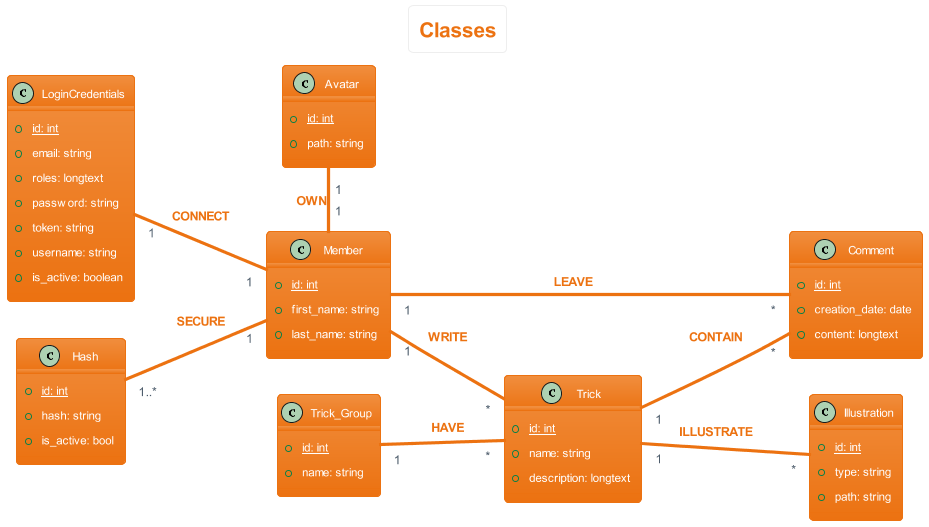 Classes
C LoginCredentials
id: int
email: string
roles: longtext
password: string
token: string
username: string
is_active: boolean
C Avatar
id: int
path: string
1
OWN
1
CONNECT
1
1
C Member
id: int
first_name: string
last_name: string
C Comment
id: int
creation_date: date
content: longtext
LEAVE
1
*
SECURE
1
1..*
C Hash
id: int
hash: string
is_active: bool
WRITE
1
*
CONTAIN
*
1
C Trick_Group
id: int
name: string
HAVE
1
*
C Trick
id: int
name: string
description: longtext
ILLUSTRATE
1
*
C Illustration
id: int
type: string
path: string